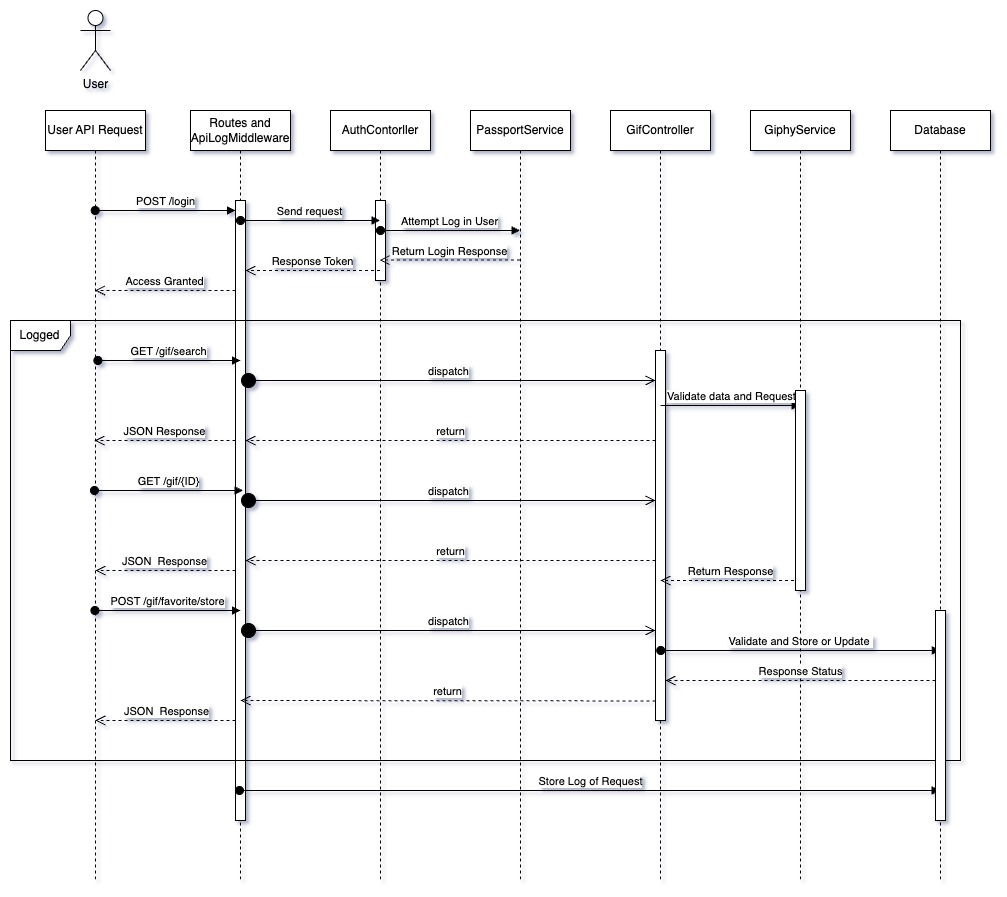 User
User API Request
Routes and
ApiLogMiddleware
AuthContorller
PassportService
GifController
GiphyService
Database
POST /login
Send request
Attempt Log in User
Return Login Response
Response Token
Access Granted
Logged
GET /gif/search
dispatch
Validate data and Request
JSON Response
return
GET /gif/{ID}
dispatch
return
JSON  Response
Return Response
POST /gif/favorite/store
dispatch
Validate and Store or Update
Response Status
return
JSON  Response
Store Log of Request